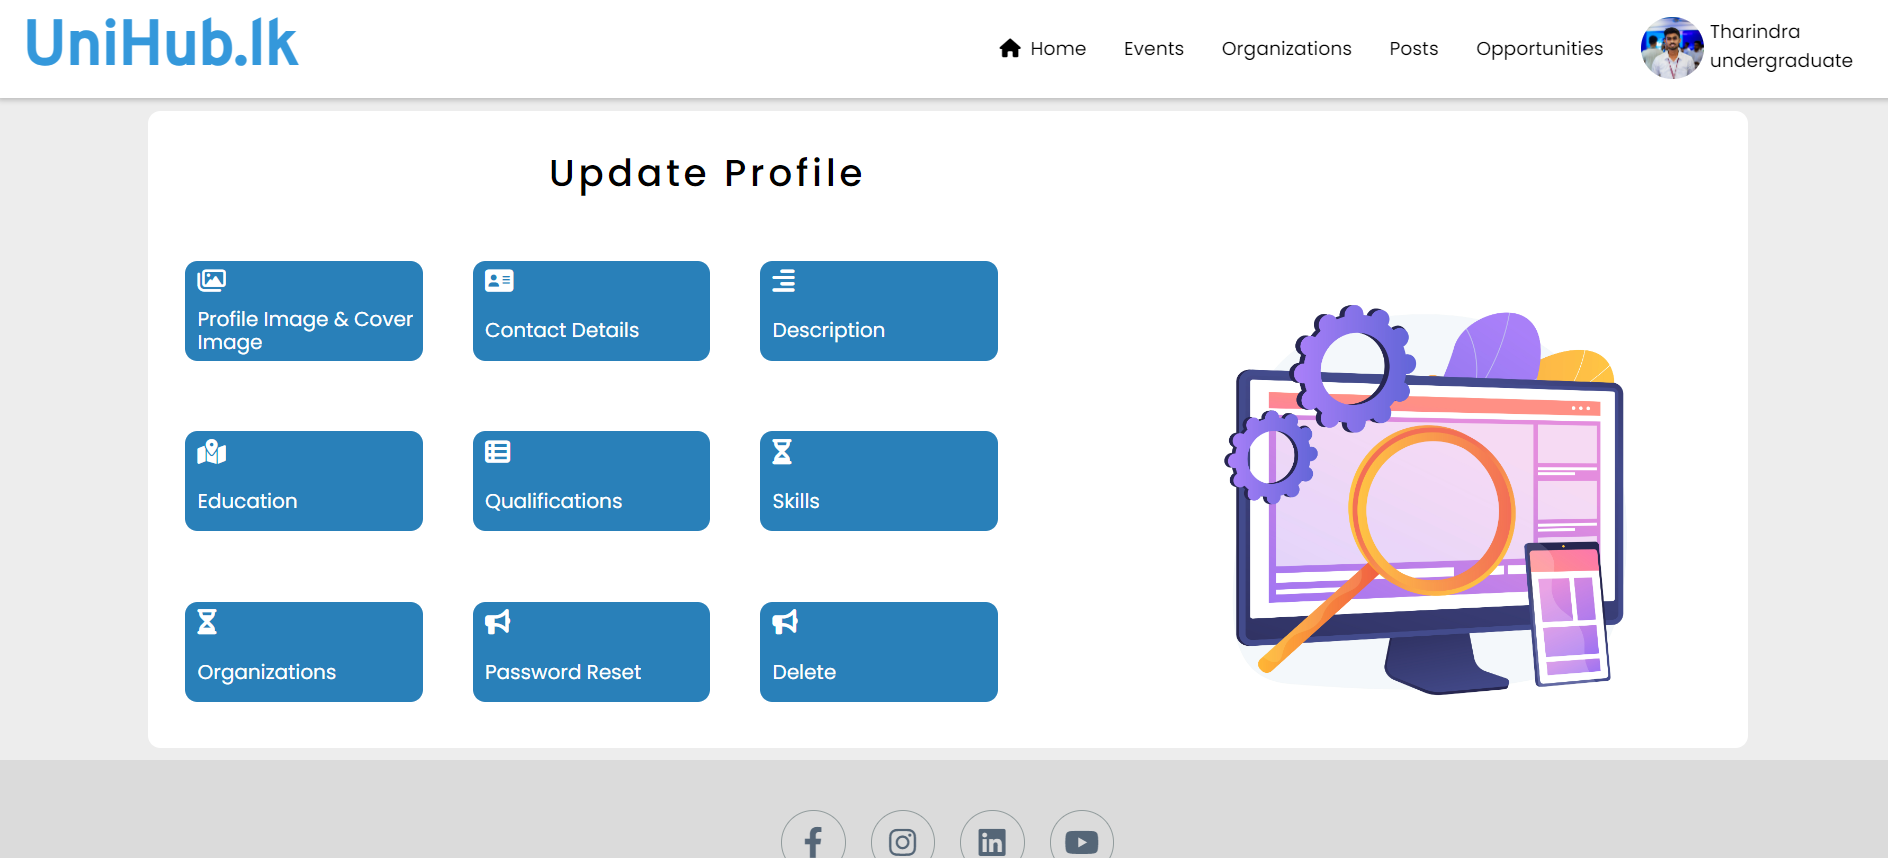 UniHub.lk
Home
Events
Organizations
Posts
Opportunities
Tharindra
undergraduate
Update Profile
Profile Image & Cover
Image
Contact Details
Description
Education
Qualifications
Skills
Organizations
Password Reset
Delete